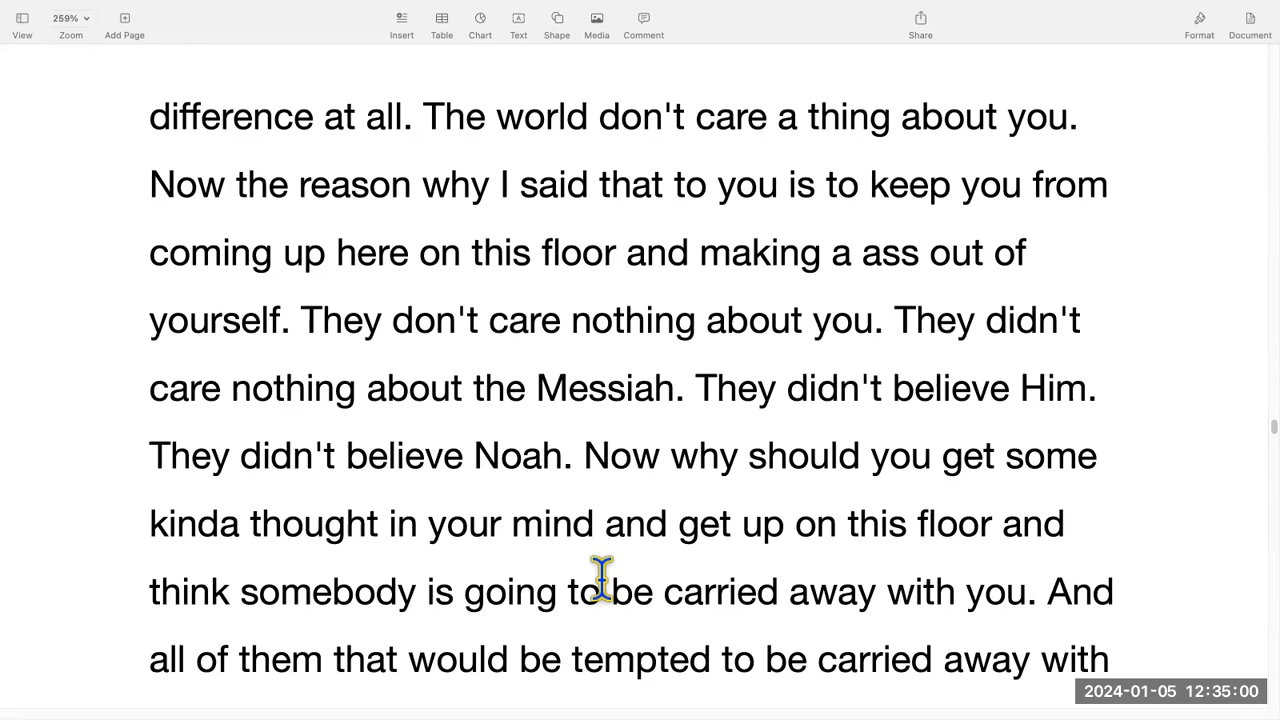 259%
View
Zoom
Add Page
Insert
Table
Chart
Text
Shape
Media
Comment
Share
Format
Document
difference at all. The world don't care a thing about you.
Now the reason why I said that to you is to keep you from
coming up here on this floor and making a ass out of
yourself. They don't care nothing about you. They didn't
care nothing about the Messiah. They didn't believe Him.
They didn't believe Noah. Now why should you get some
kinda thought in your mind and get up on this floor and
think somebody is going to be carried away with you. And
all of them that would be tempted to be carried away with
2024-01-05 12:35:00